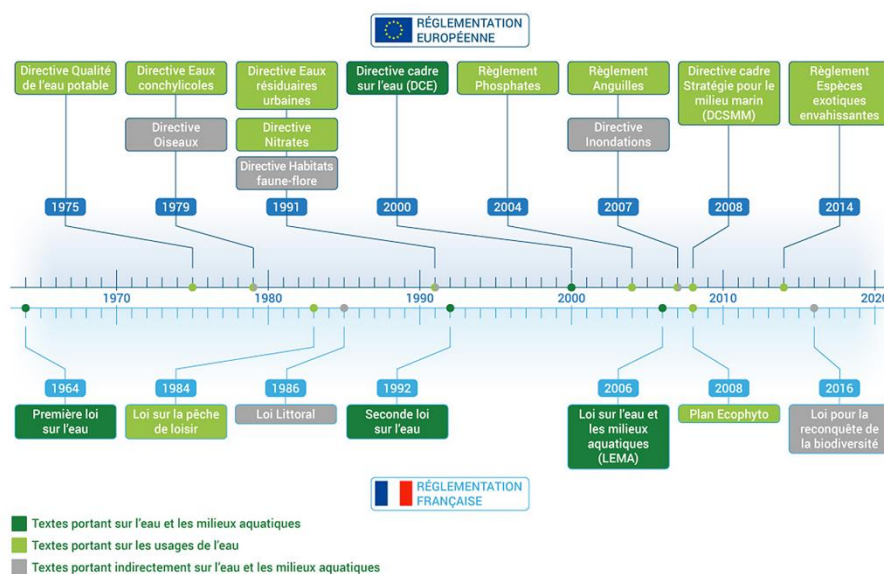 RÉGLEMENTATION
EUROPÉENNE
Directive Qualité
de l'eau potable
Directive Eaux
conchylicoles
Directive
Oiseaux
Directive Eaux
résiduaires
urbaines
Directive
Nitrates
Directive Habitats
faune-flore
Directive cadre
sur l'eau (DCE)
Règlement
Phosphates
Règlement
Anguilles
Directive
Inondations
Directive cadre
Stratégie pour le
milieu marin
(DCSMM)
Règlement
Espèces
exotiques
envahissantes
1975
1979
1991
2000
2004
2007
2008
2014
1970
1980
1990
2000
2010
2020
1964
1984
1986
1992
2006
2008
2016
Première loi
sur l'eau
Loi sur la pêche
de loisir
Loi Littoral
Seconde loi
sur l'eau
Loi sur l'eau et
les milieux
aquatiques
(LEMA)
Plan Ecophyto
Loi pour la
reconquête de
la biodiversité
RÉGLEMENTATION
FRANÇAISE
Textes portant sur l'eau et les milieux aquatiques
Textes portant sur les usages de l'eau
Textes portant indirectement sur l'eau et les milieux aquatiques